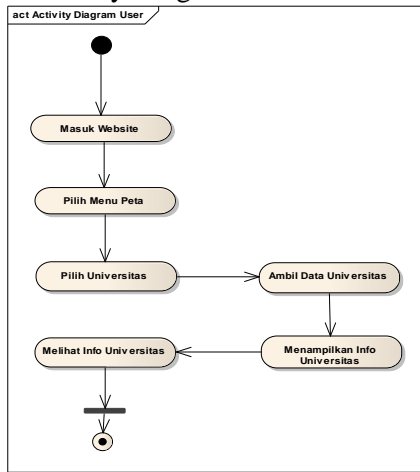 act Activity Diagram User
Masuk Website
Pilih Menu Peta
Pilih Universitas
Ambil Data Universitas
Melihat Info Universitas
Menampilkan Info
Universitas